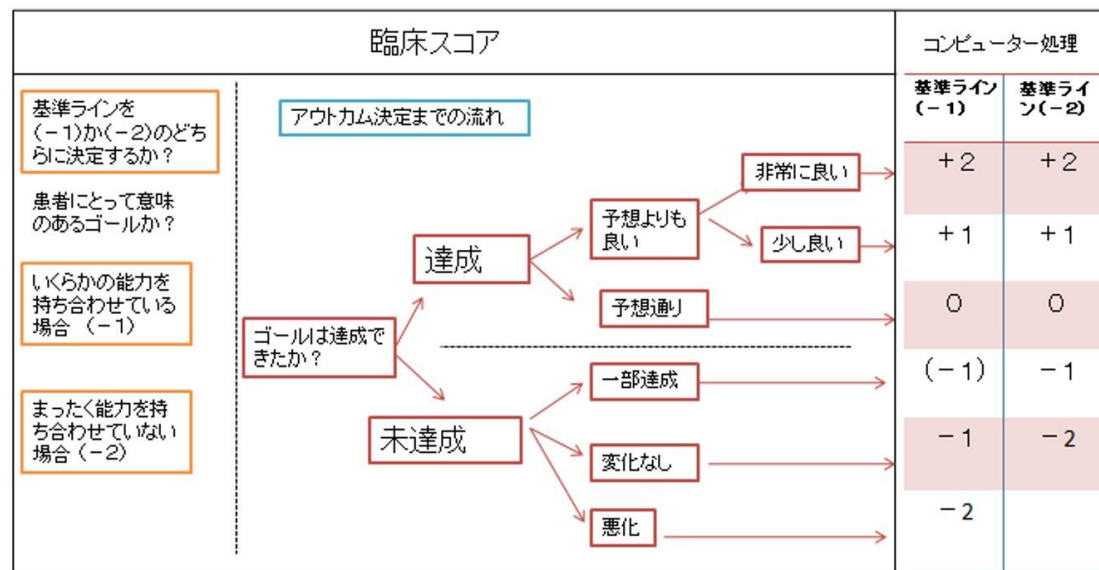 臨床スコア
コンピューター処理
基準ラインを
(-1)か(-2)のどち
らに決定するか？
患者にとって意味
のあるゴールか？
いくらかの能力を
持ち合わせている
場合 (-1)
まったく能力を持
ち合わせていない
場合(-2)
アウトカム決定までの流れ
ゴールは達成で
きたか？
達成
未達成
予想よりも
良い
予想通り
非常に良い
少し良い
一部達成
変化なし
悪化
基準ライン
(-1)
基準ライ
ン(-2)
+2 +2
+1 +1
0 0
(-1) -1
-1 -2
-2